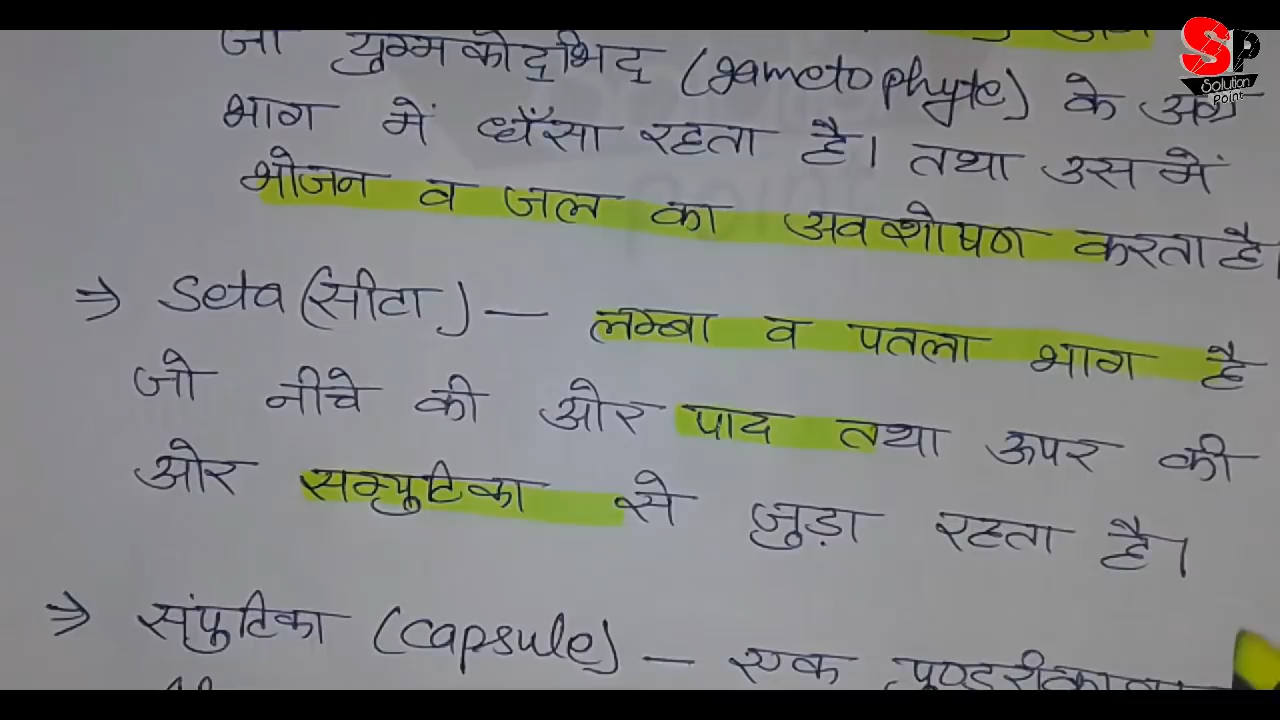 SP
Solution
Point
जो युग्मकोद्भिद् (gametophyte) के अग्र
भाग में धँसा रहता है। तथा उस में
भोजन व जल का अवशोषण करता है।
⇒ Seta (सीटा) — लम्बा व पतला भाग है
जो नीचे की ओर पाद तथा ऊपर की
ओर सम्पुटिका से जुड़ा रहता है।
⇒ संपुटिका (capsule) — एक